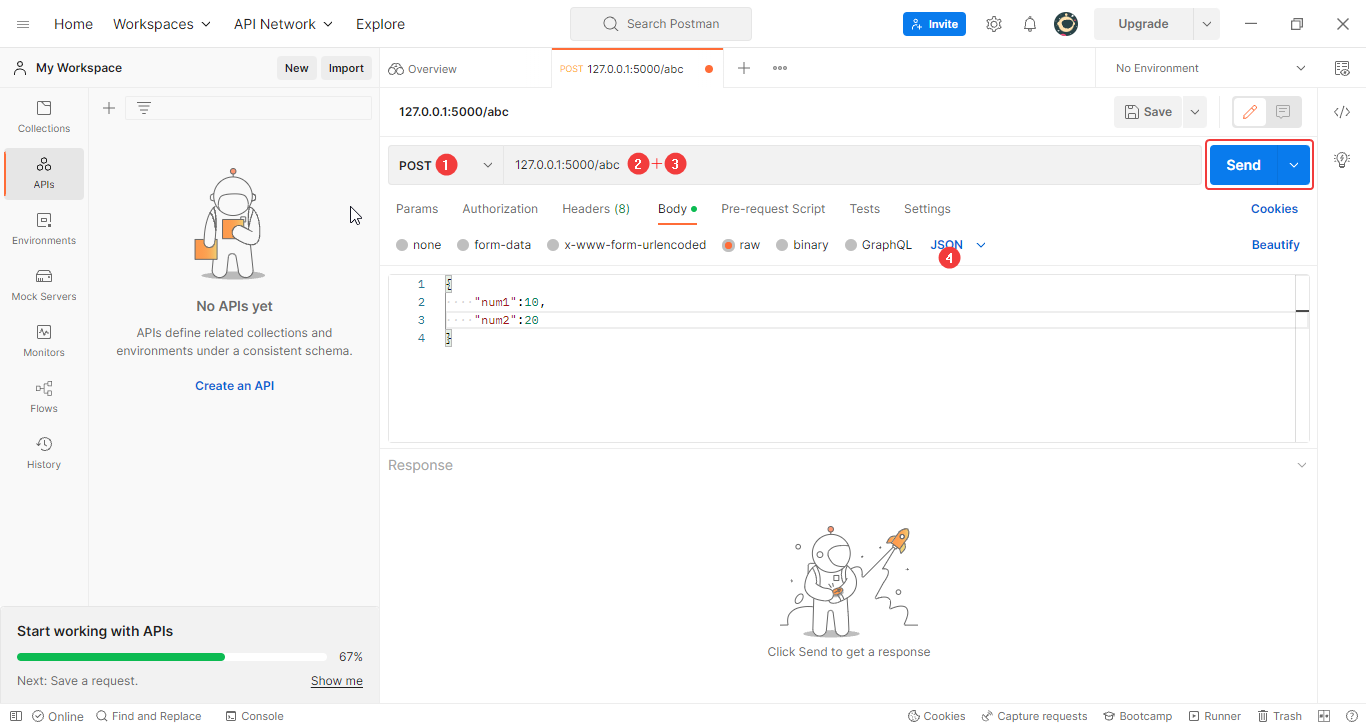 Home Workspaces API Network Explore Search Postman Invite Upgrade
My Workspace New Import Overview POST 127.0.0.1:5000/abc No Environment
Collections
127.0.0.1:5000/abc Save
APIs
POST 1 127.0.0.1:5000/abc 2 + 3 Send
Environments
Params Authorization Headers (8) Body Pre-request Script Tests Settings Cookies
none form-data x-www-form-urlencoded raw binary GraphQL JSON Beautify
4
Mock Servers
1 {
2 "num1":10,
3 "num2":20
4 }
Monitors
No APIs yet
APIs define related collections and
environments under a consistent schema.
Create an API
Flows
History
Response
Click Send to get a response
Start working with APIs
67%
Next: Save a request. Show me
Online Find and Replace Console Cookies Capture requests Bootcamp Runner Trash